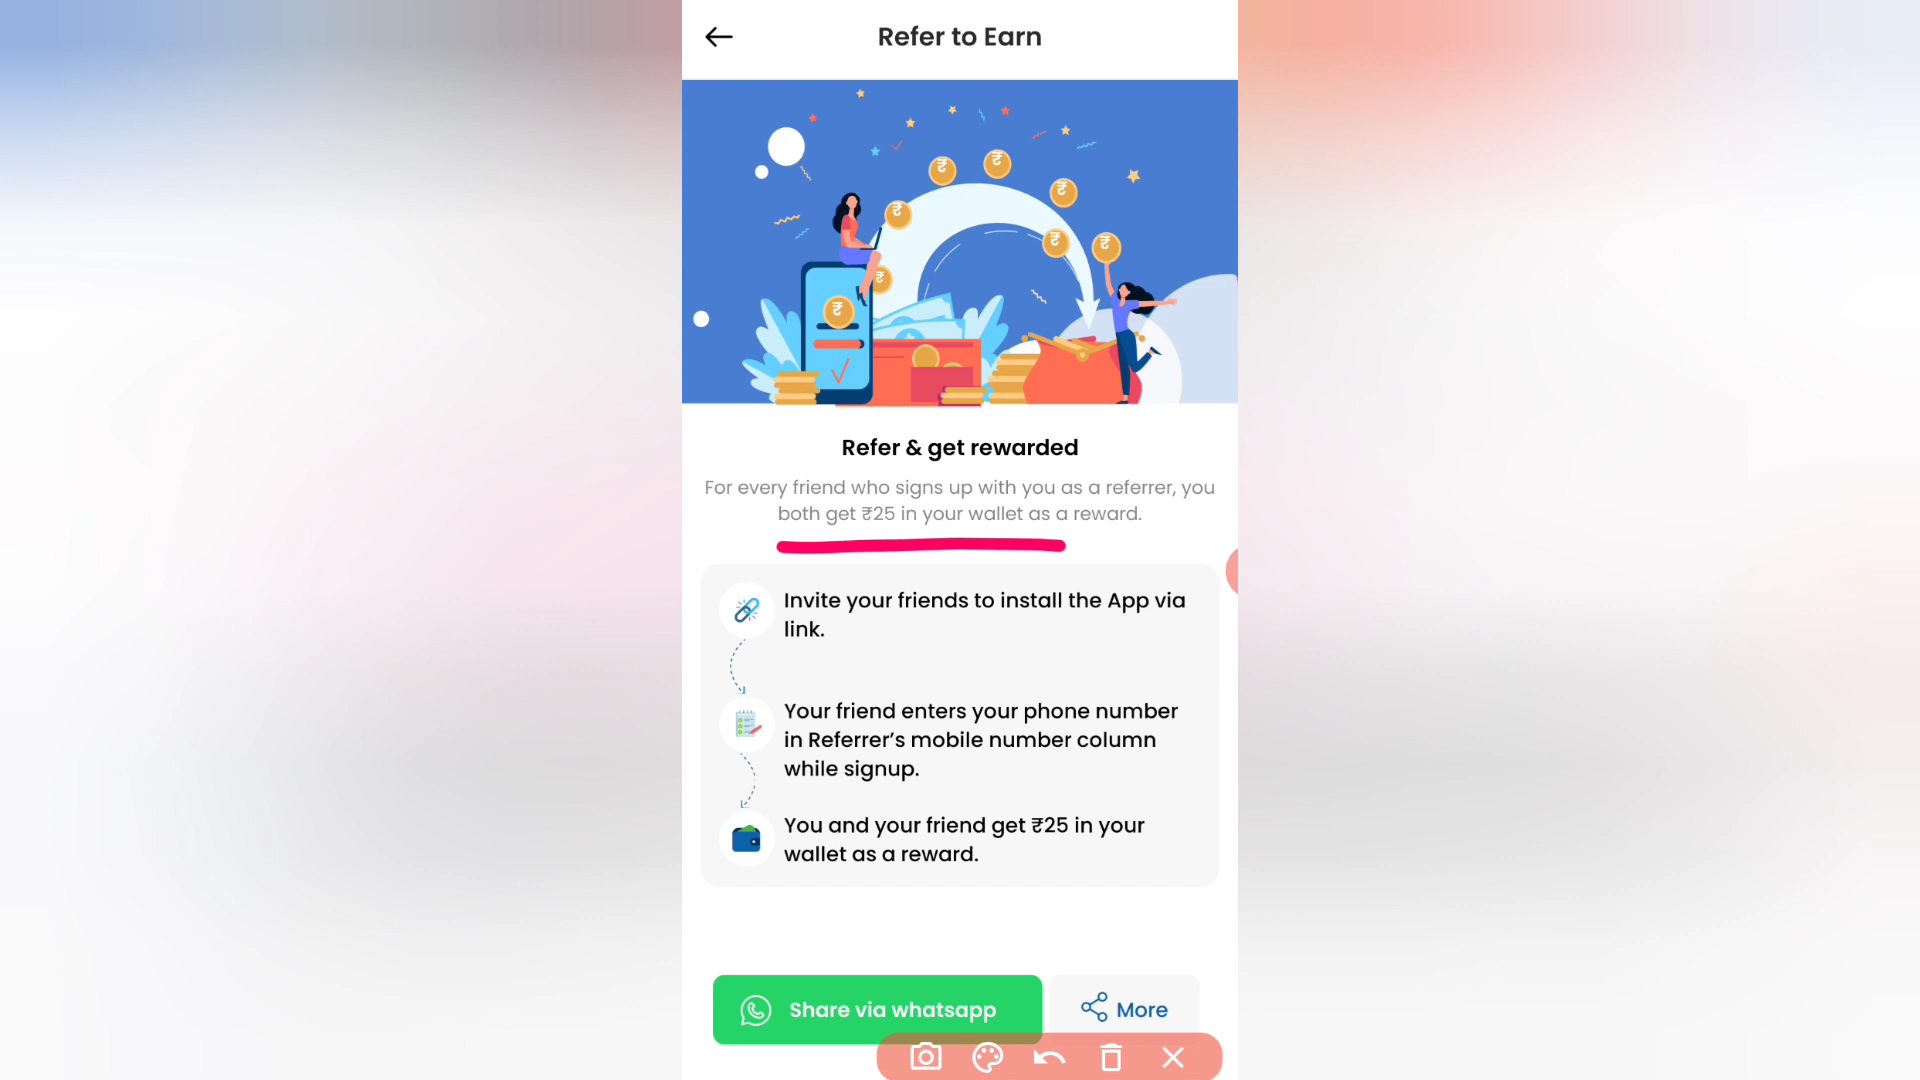 Refer to Earn
₹
₹
₹
₹
₹
₹
₹
₹
Refer & get rewarded
For every friend who signs up with you as a referrer, you
both get ₹25 in your wallet as a reward.
Invite your friends to install the App via
link.
Your friend enters your phone number
in Referrer’s mobile number column
while signup.
You and your friend get ₹25 in your
wallet as a reward.
Share via whatsapp
More